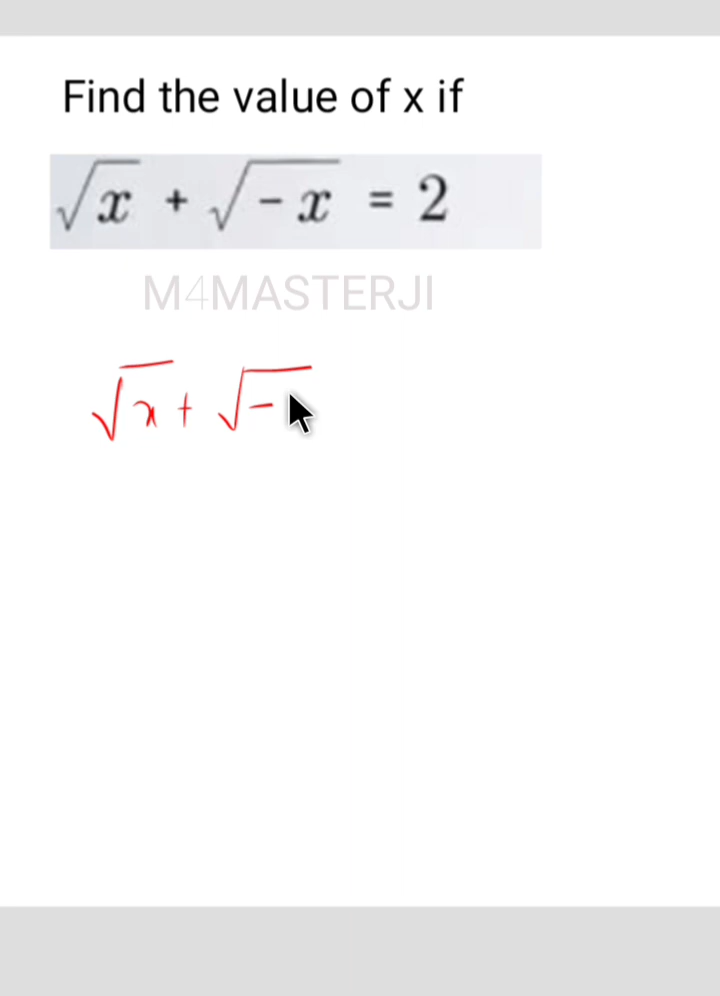 Find the value of x if
√x + √-x = 2
M4MASTERJI
√x + √-